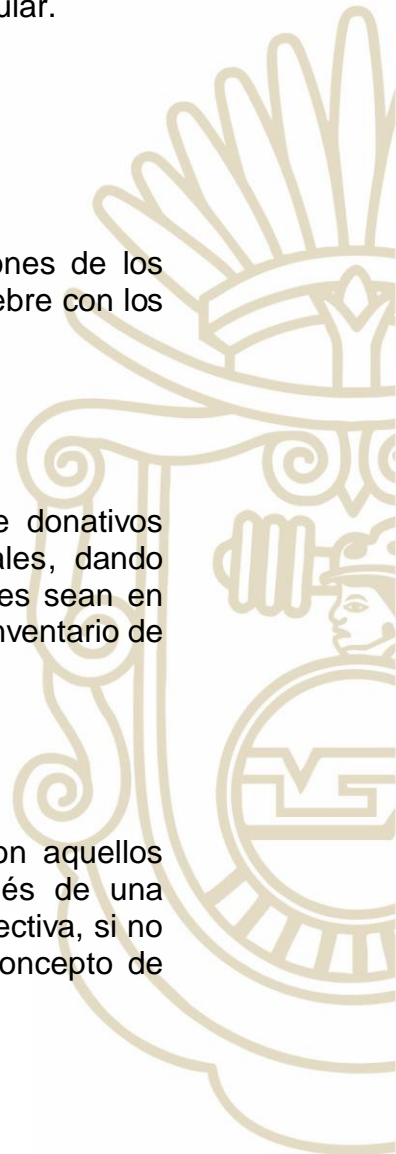 ones de los
ebre con los
e donativos
ales, dando
es sean en
nventario de
on aquellos
és de una
ectiva, si no
oncepto de